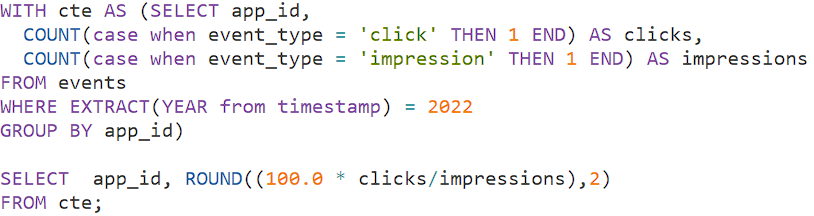 WITH cte AS (SELECT app_id,
  COUNT(case when event_type = 'click' THEN 1 END) AS clicks,
  COUNT(case when event_type = 'impression' THEN 1 END) AS impressions
FROM events
WHERE EXTRACT(YEAR from timestamp) = 2022
GROUP BY app_id)

SELECT  app_id, ROUND((100.0 * clicks/impressions),2)
FROM cte;